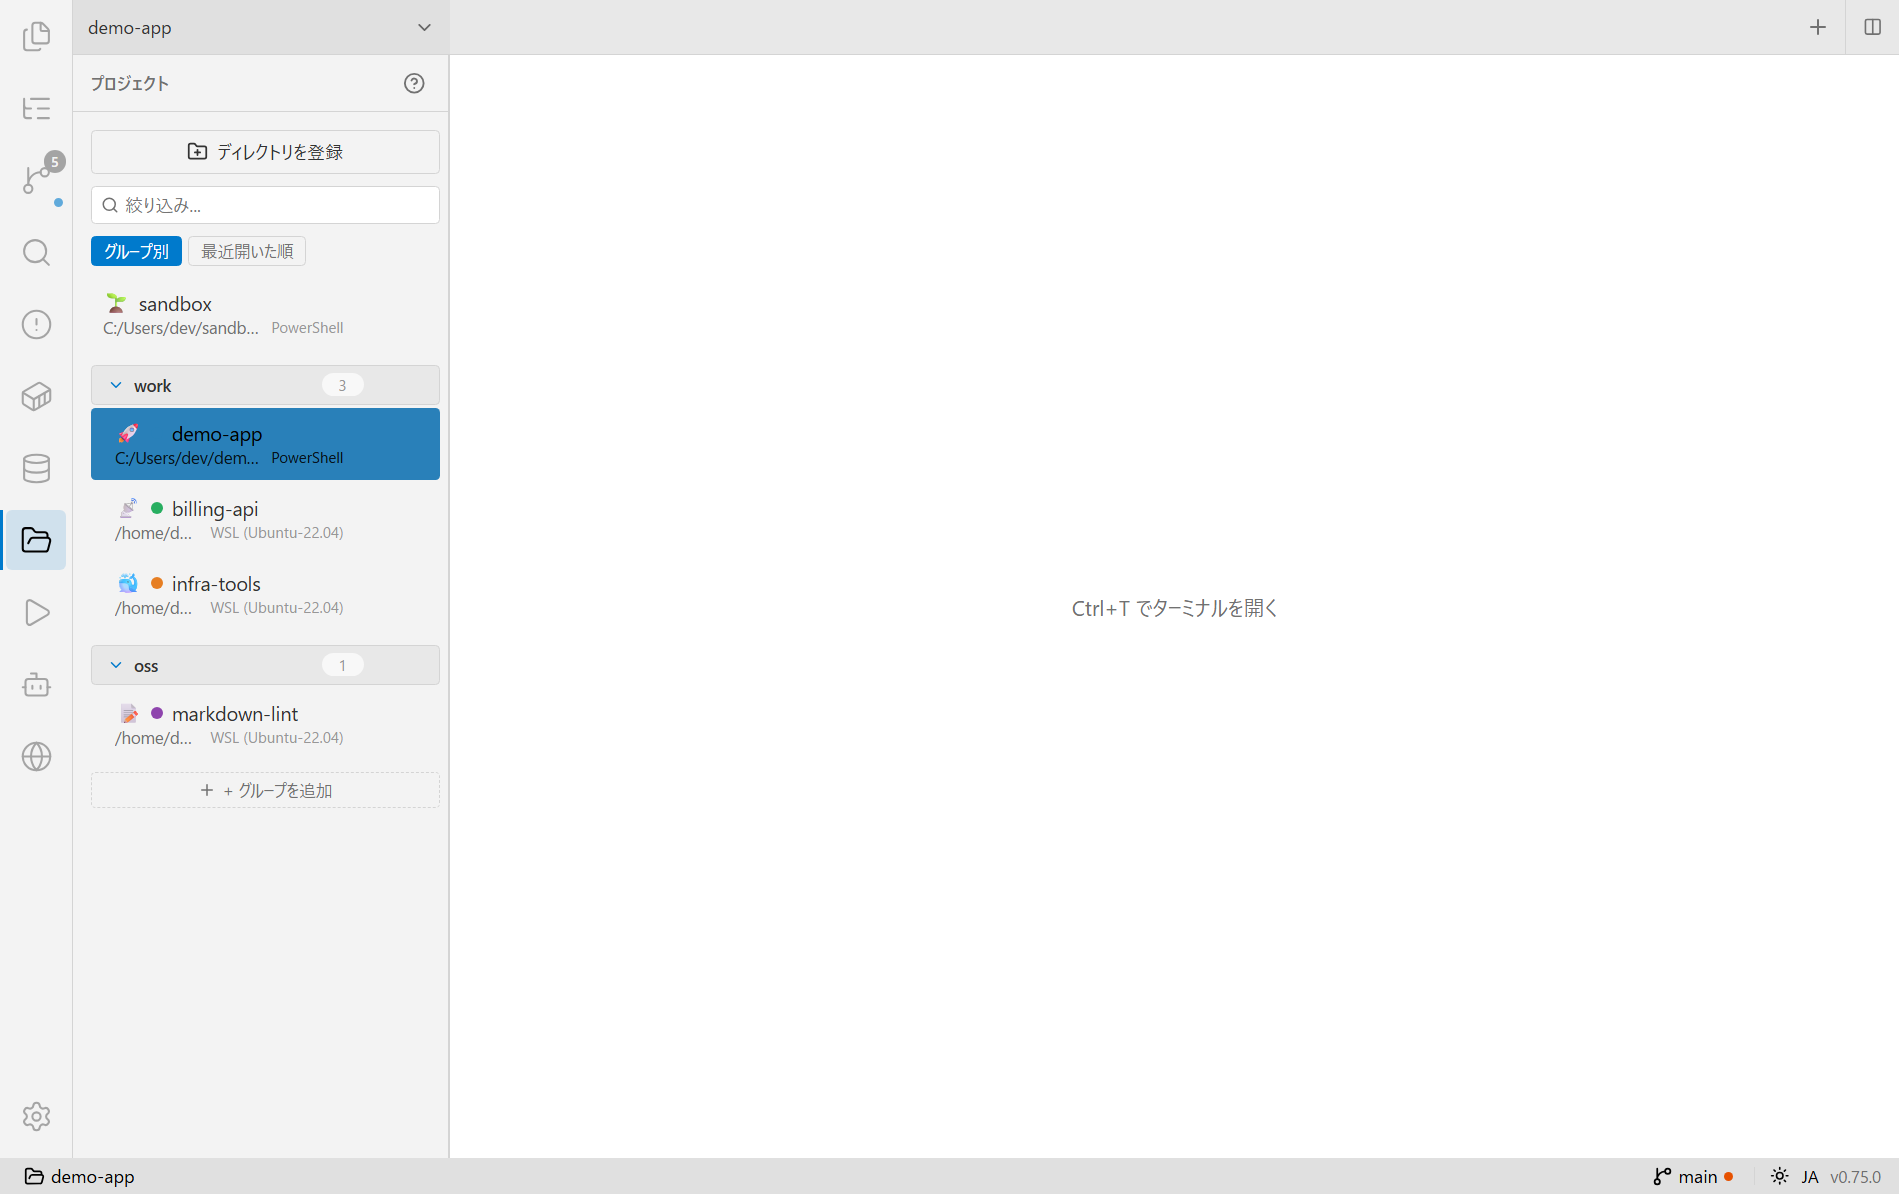 demo-app
プロジェクト
ディレクトリを登録
絞り込み...
グループ別 最近開いた順
sandbox
C:/Users/dev/sandb... PowerShell
work 3
demo-app
C:/Users/dev/dem... PowerShell
billing-api
/home/d... WSL (Ubuntu-22.04)
infra-tools
/home/d... WSL (Ubuntu-22.04)
oss 1
markdown-lint
/home/d... WSL (Ubuntu-22.04)
+ グループを追加
5
Ctrl+T でターミナルを開く
demo-app
main JA v0.75.0